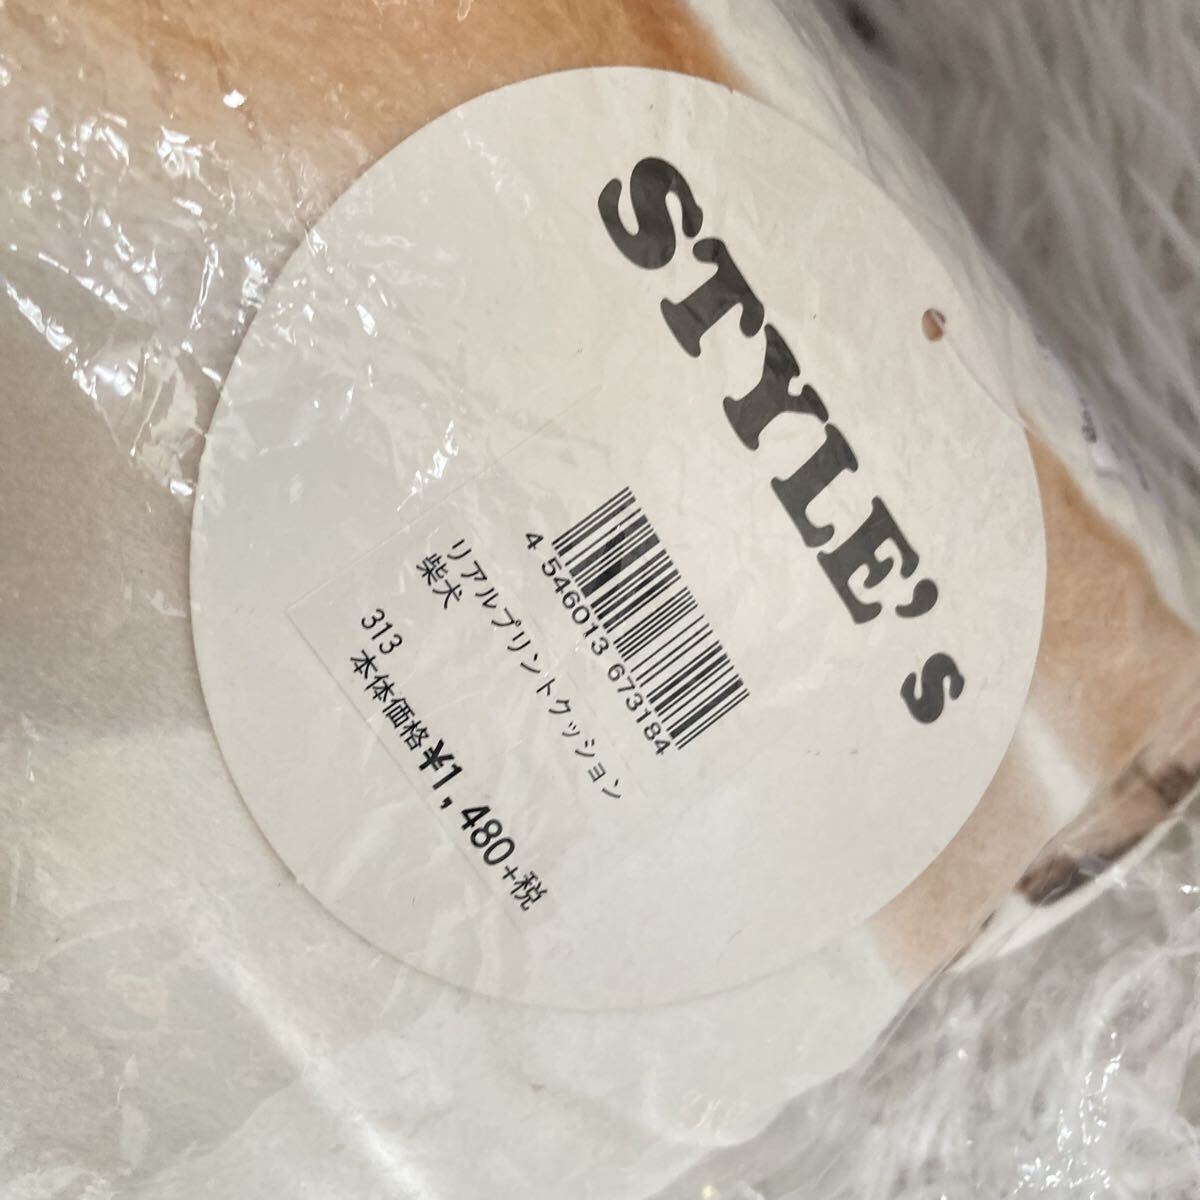 STYLE's
4 546013 673184
リアルプリントクッション
柴犬
313
本体価格¥1,480+税